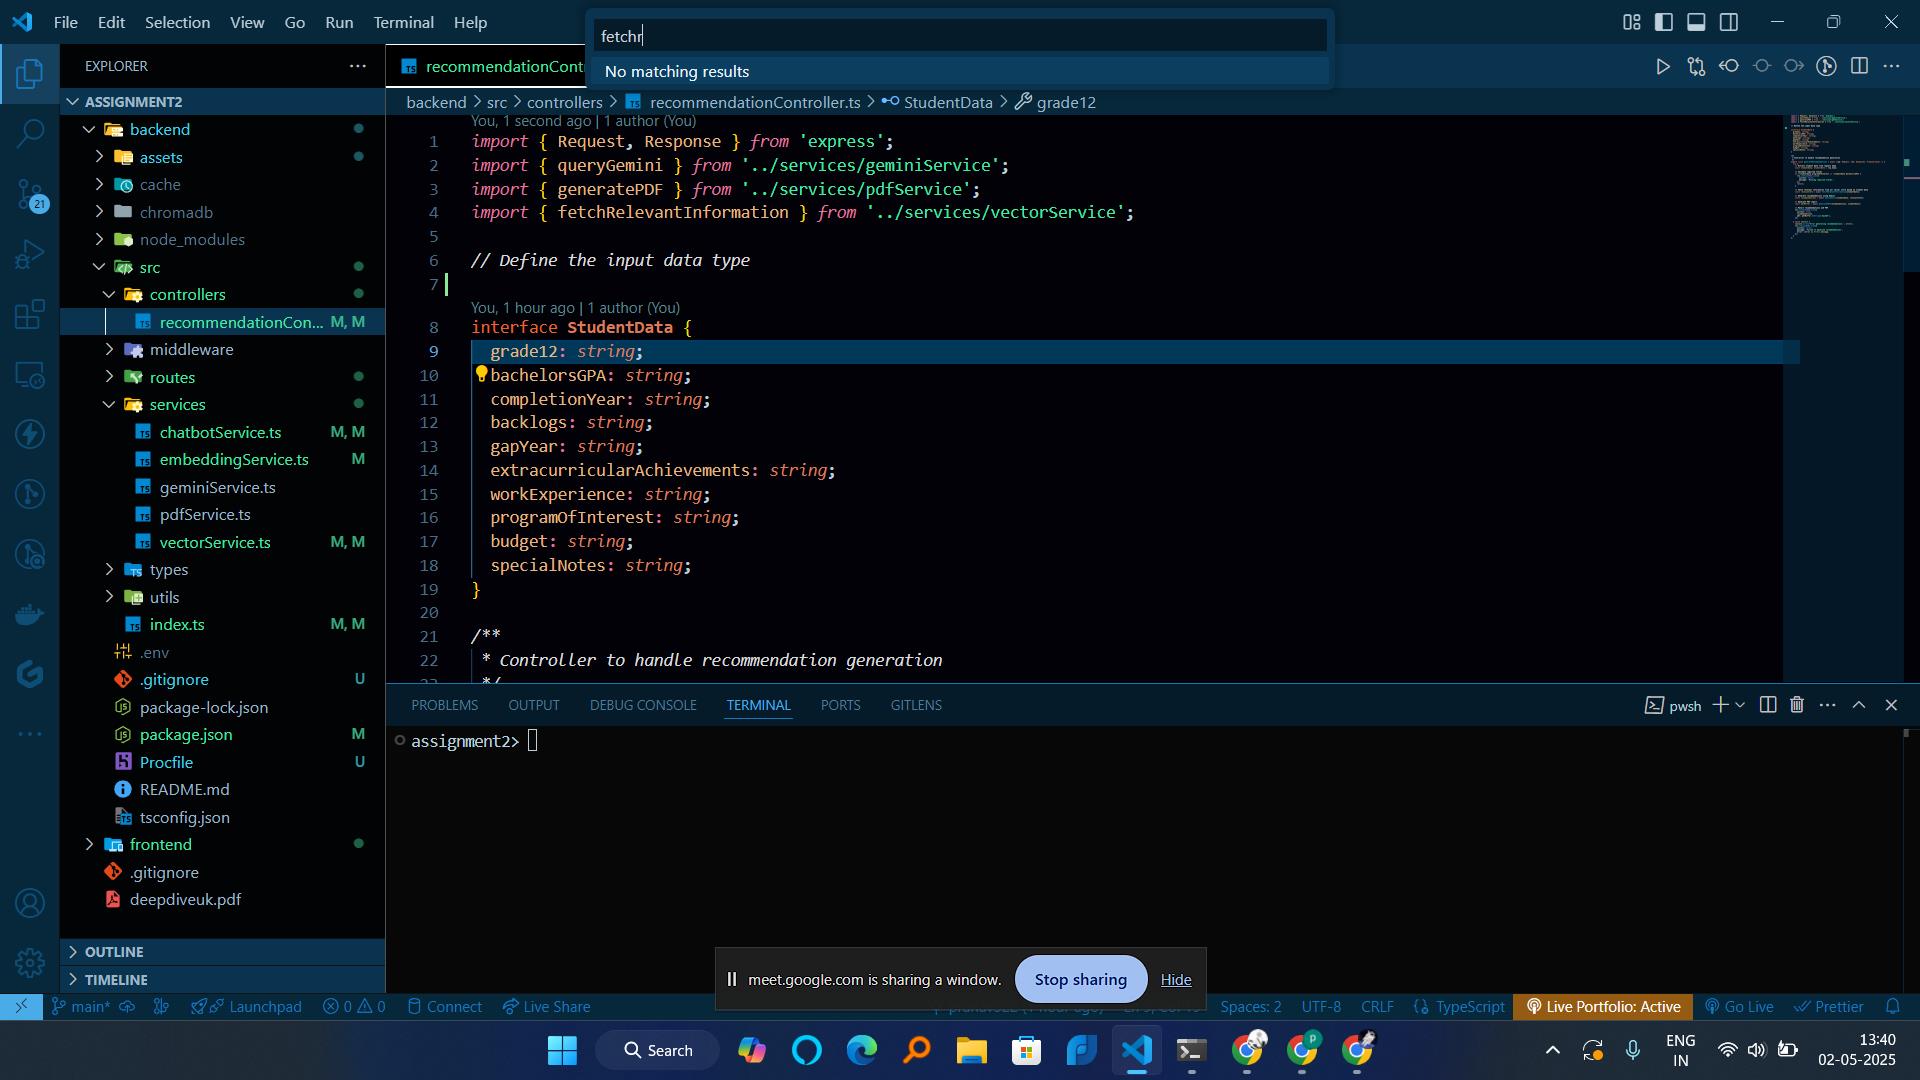 File Edit Selection View Go Run Terminal Help
fetchr
No matching results
EXPLORER
recommendationContr
ASSIGNMENT2
backend
assets
cache
chromadb
node_modules
src
controllers
recommendationCon... M, M
middleware
routes
services
chatbotService.ts M, M
embeddingService.ts M
geminiService.ts
pdfService.ts
vectorService.ts M, M
types
utils
index.ts M, M
.env
.gitignore U
package-lock.json
package.json M
Procfile U
README.md
tsconfig.json
frontend
.gitignore
deepdiveuk.pdf
OUTLINE
TIMELINE
21
backend > src > controllers > recommendationController.ts > StudentData > grade12
You, 1 second ago | 1 author (You)
1 import { Request, Response } from 'express';
2 import { queryGemini } from '../services/geminiService';
3 import { generatePDF } from '../services/pdfService';
4 import { fetchRelevantInformation } from '../services/vectorService';
5
6 // Define the input data type
7
You, 1 hour ago | 1 author (You)
8 interface StudentData {
9 grade12: string;
10 bachelorsGPA: string;
11 completionYear: string;
12 backlogs: string;
13 gapYear: string;
14 extracurricularAchievements: string;
15 workExperience: string;
16 programOfInterest: string;
17 budget: string;
18 specialNotes: string;
19 }
20
21 /**
22 * Controller to handle recommendation generation
23 */
PROBLEMS OUTPUT DEBUG CONSOLE TERMINAL PORTS GITLENS
pwsh
assignment2>
meet.google.com is sharing a window. Stop sharing Hide
main* Launchpad 0 0 Connect Live Share
Spaces: 2 UTF-8 CRLF {} TypeScript Live Portfolio: Active Go Live Prettier
Search
ENG
IN
13:40
02-05-2025